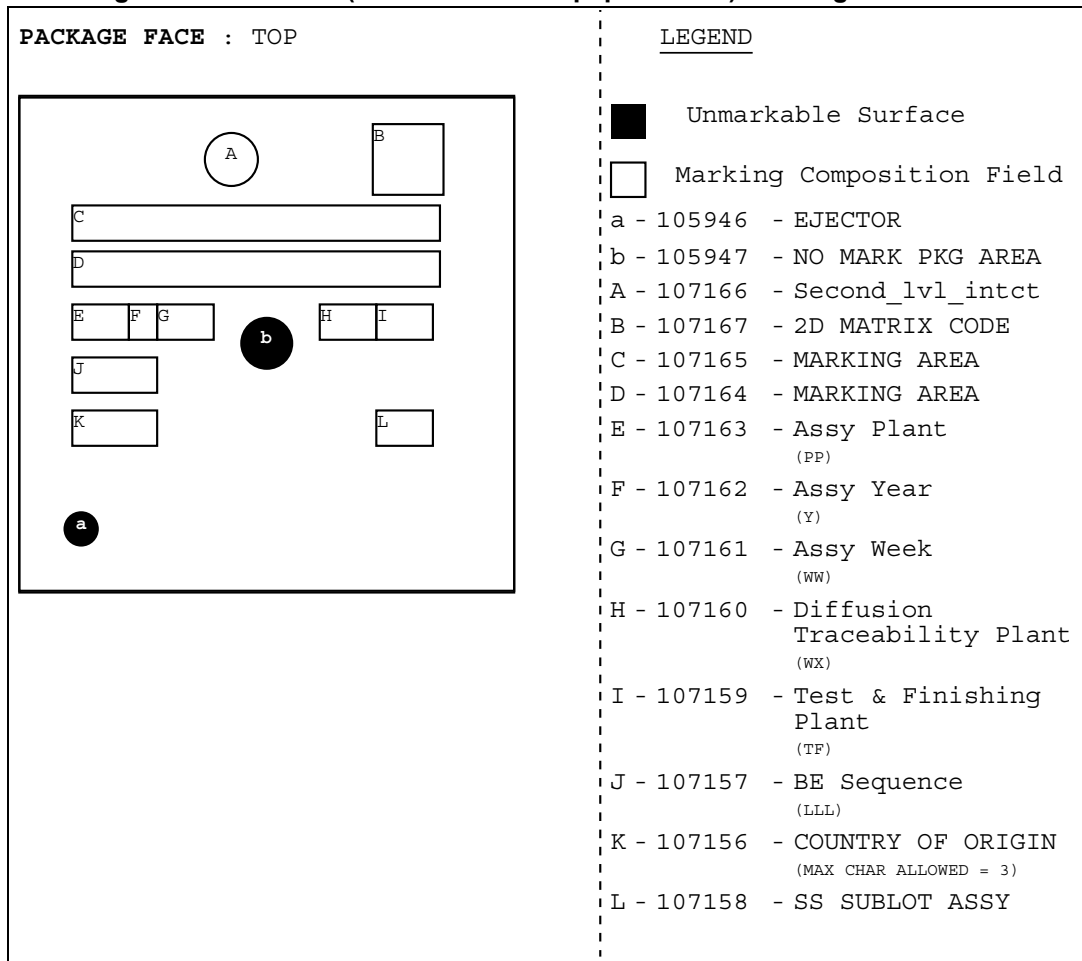 PACKAGE FACE : TOP
A
B
C
D
E F G
b
H I
J
K
L
a
LEGEND
Unmarkable Surface
Marking Composition Field
a - 105946 - EJECTOR
b - 105947 - NO MARK PKG AREA
A - 107166 - Second_lvl_intct
B - 107167 - 2D MATRIX CODE
C - 107165 - MARKING AREA
D - 107164 - MARKING AREA
E - 107163 - Assy Plant
(PP)
F - 107162 - Assy Year
(Y)
G - 107161 - Assy Week
(WW)
H - 107160 - Diffusion
Traceability Plant
(WX)
I - 107159 - Test & Finishing
Plant
(TF)
J - 107157 - BE Sequence
(LLL)
K - 107156 - COUNTRY OF ORIGIN
(MAX CHAR ALLOWED = 3)
L - 107158 - SS SUBLOT ASSY